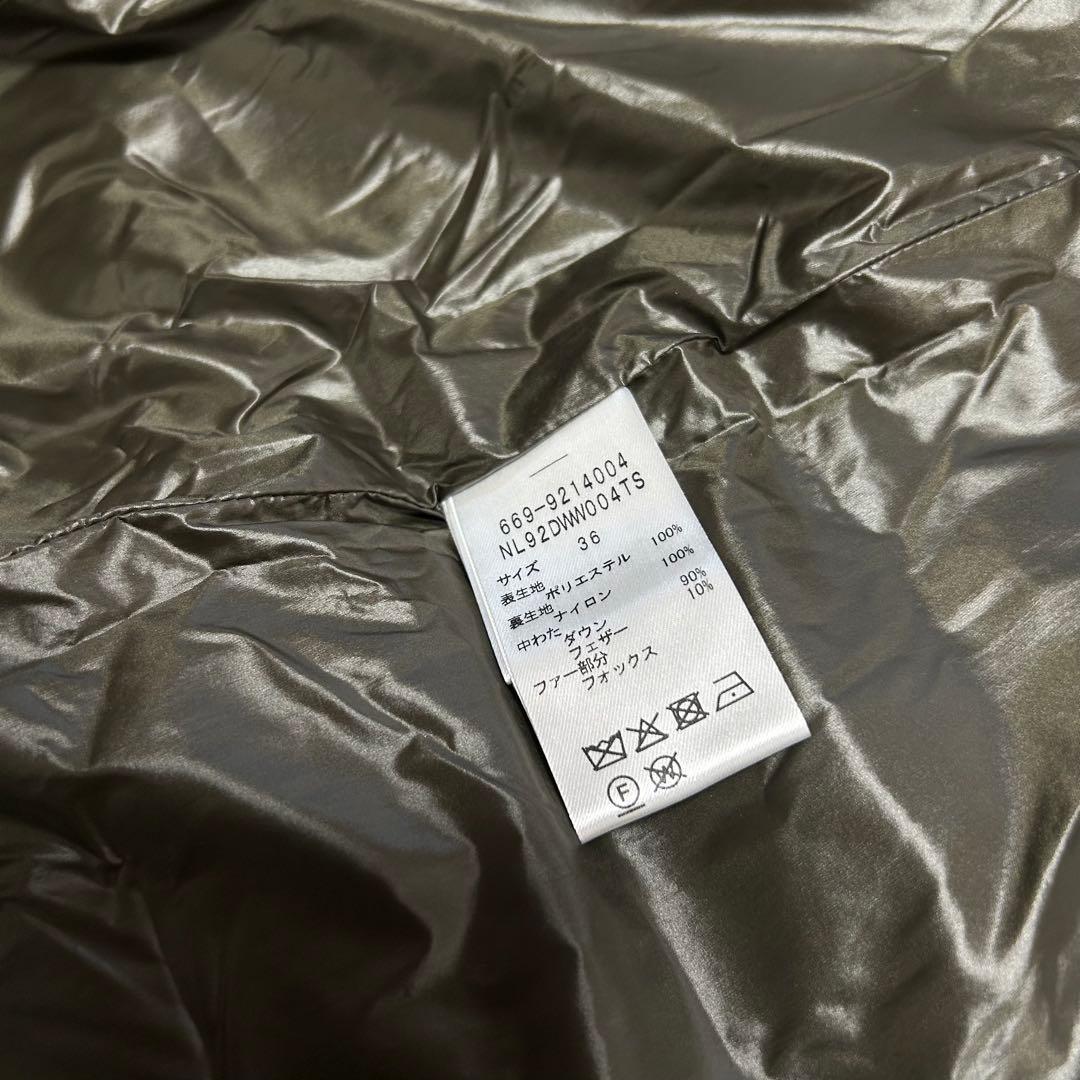 669-9214004
NL92DWW004TS
サイズ 36
表生地 ポリエステル 100%
裏生地 ナイロン 100%
中わた ダウン 90%
フェザー 10%
ファー部分
フォックス
F W